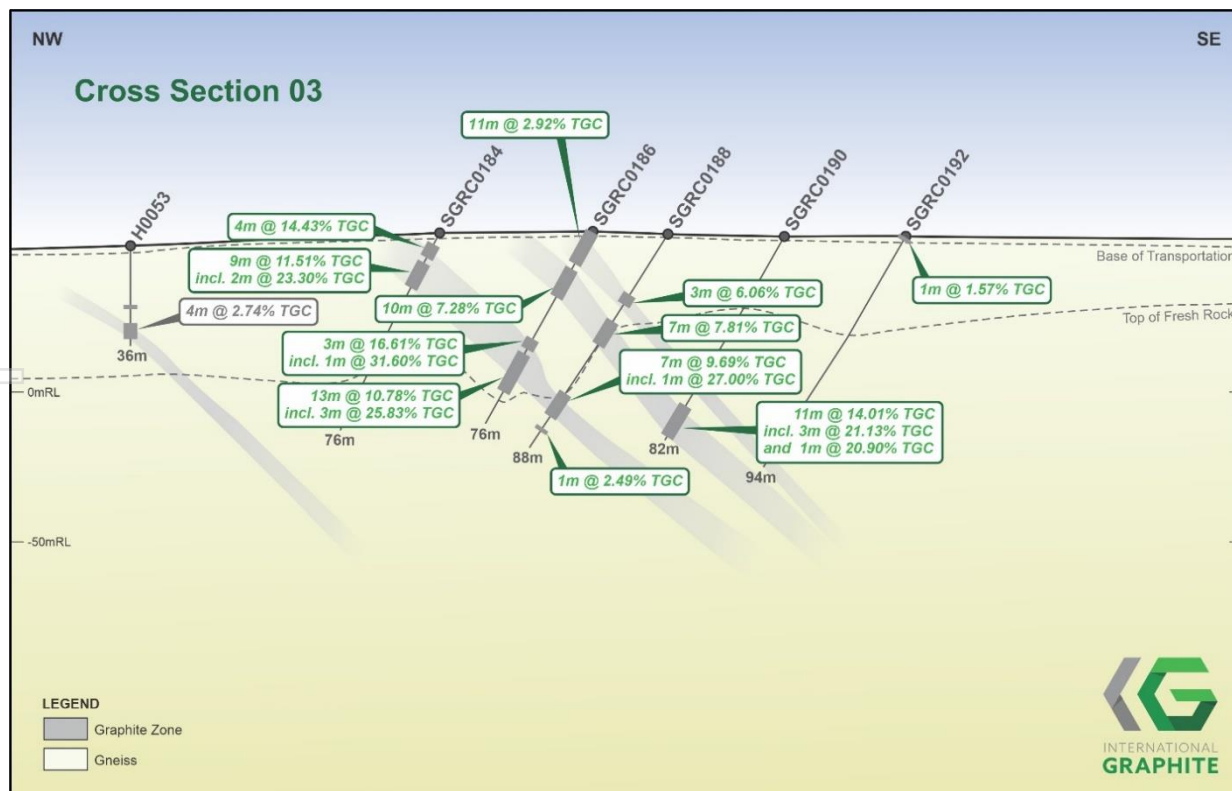 NW
SE
Cross Section 03
11m @ 2.92% TGC
H0053
SGRC0184
SGRC0186
SGRC0188
SGRC0190
SGRC0192
4m @ 14.43% TGC
9m @ 11.51% TGC
incl. 2m @ 23.30% TGC
Base of Transportation
1m @ 1.57% TGC
3m @ 6.06% TGC
10m @ 7.28% TGC
4m @ 2.74% TGC
Top of Fresh Rock
7m @ 7.81% TGC
36m
3m @ 16.61% TGC
incl. 1m @ 31.60% TGC
7m @ 9.69% TGC
incl. 1m @ 27.00% TGC
0mRL
13m @ 10.78% TGC
incl. 3m @ 25.83% TGC
11m @ 14.01% TGC
incl. 3m @ 21.13% TGC
and 1m @ 20.90% TGC
76m
76m
88m
82m
94m
1m @ 2.49% TGC
-50mRL
LEGEND
Graphite Zone
Gneiss
INTERNATIONAL
GRAPHITE